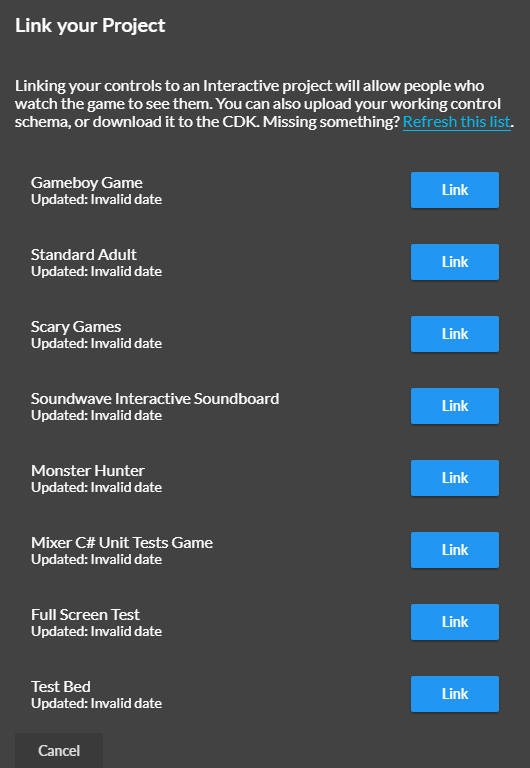 Link your Project
Linking your controls to an Interactive project will allow people who
watch the game to see them. You can also upload your working control
schema, or download it to the CDK. Missing something? Refresh this list.
Gameboy Game
Updated: Invalid date
Link
Standard Adult
Updated: Invalid date
Link
Scary Games
Updated: Invalid date
Link
Soundwave Interactive Soundboard
Updated: Invalid date
Link
Monster Hunter
Updated: Invalid date
Link
Mixer C# Unit Tests Game
Updated: Invalid date
Link
Full Screen Test
Updated: Invalid date
Link
Test Bed
Updated: Invalid date
Link
Cancel